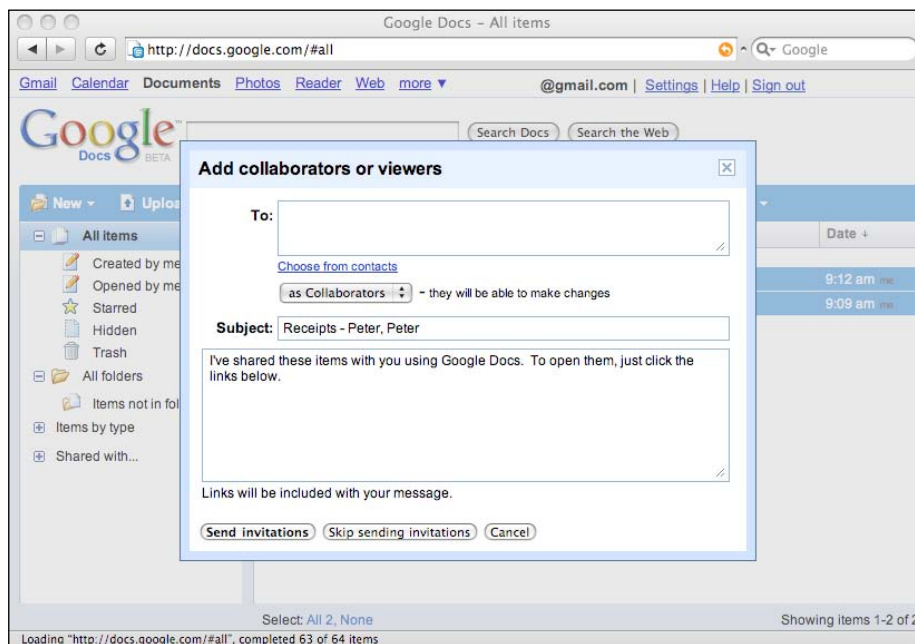 Google Docs – All items
http://docs.google.com/#all
Google
Gmail Calendar Documents Photos Reader Web more ▼ @gmail.com | Settings | Help | Sign out
Google™
Docs BETA
Search Docs Search the Web
Add collaborators or viewers
New
Uploa
To:
All items
Date
Created by me
Choose from contacts
Opened by me
9:12 am me
as Collaborators - they will be able to make changes
Starred
9:09 am me
Hidden
Subject: Receipts - Peter, Peter
Trash
I've shared these items with you using Google Docs. To open them, just click the
links below.
All folders
Items not in fol
Items by type
Shared with...
Links will be included with your message.
Send invitations Skip sending invitations Cancel
Select: All 2, None
Showing items 1-2 of 2
Loading "http://docs.google.com/#all", completed 63 of 64 items